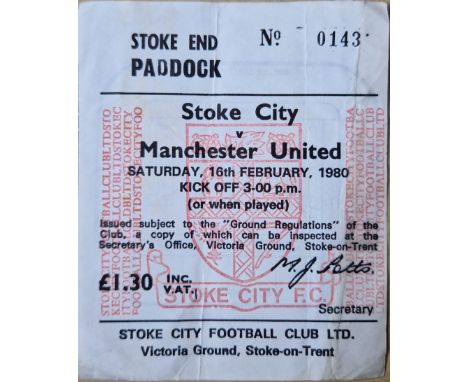 STOKE END Nº 0143
PADDOCK
Stoke City
v
Manchester United
SATURDAY, 16th FEBRUARY, 1980
KICK OFF 3-00 p.m.
(or when played)
Issued subject to the "Ground Regulations" of the
Club, a copy of which can be inspected at the
Secretary's Office, Victoria Ground, Stoke-on-Trent
£1.30 INC. V.AT.
STOKE CITY F.C.
Secretary
STOKE CITY FOOTBALL CLUB LTD.
Victoria Ground, Stoke-on-Trent